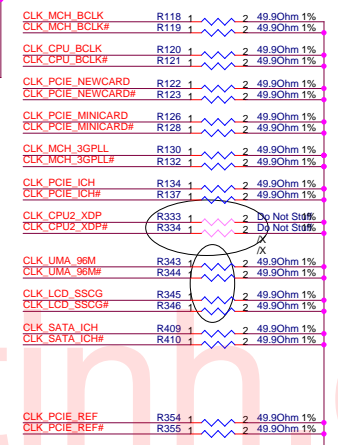 CLK_MCH_BCLK R118 1 2 49.9Ohm 1%
CLK_MCH_BCLK# R119 1 2 49.9Ohm 1%
CLK_CPU_BCLK R120 1 2 49.9Ohm 1%
CLK_CPU_BCLK# R121 1 2 49.9Ohm 1%
CLK_PCIE_NEWCARD R122 1 2 49.9Ohm 1%
CLK_PCIE_NEWCARD# R123 1 2 49.9Ohm 1%
CLK_PCIE_MINICARD R126 1 2 49.9Ohm 1%
CLK_PCIE_MINICARD# R128 1 2 49.9Ohm 1%
CLK_MCH_3GPLL R130 1 2 49.9Ohm 1%
CLK_MCH_3GPLL# R132 1 2 49.9Ohm 1%
CLK_PCIE_ICH R134 1 2 49.9Ohm 1%
CLK_PCIE_ICH# R137 1 2 49.9Ohm 1%
CLK_CPU2_XDP R333 1 2 Do Not Stuff
CLK_CPU2_XDP# R334 1 2 Do Not Stuff
/X
/X
CLK_UMA_96M R343 1 2 49.9Ohm 1%
CLK_UMA_96M# R344 1 2 49.9Ohm 1%
CLK_LCD_SSCG R345 1 2 49.9Ohm 1%
CLK_LCD_SSCG# R346 1 2 49.9Ohm 1%
CLK_SATA_ICH R409 1 2 49.9Ohm 1%
CLK_SATA_ICH# R410 1 2 49.9Ohm 1%
tinh.c
CLK_PCIE_REF R354 1 2 49.9Ohm 1%
CLK_PCIE_REF# R355 1 2 49.9Ohm 1%